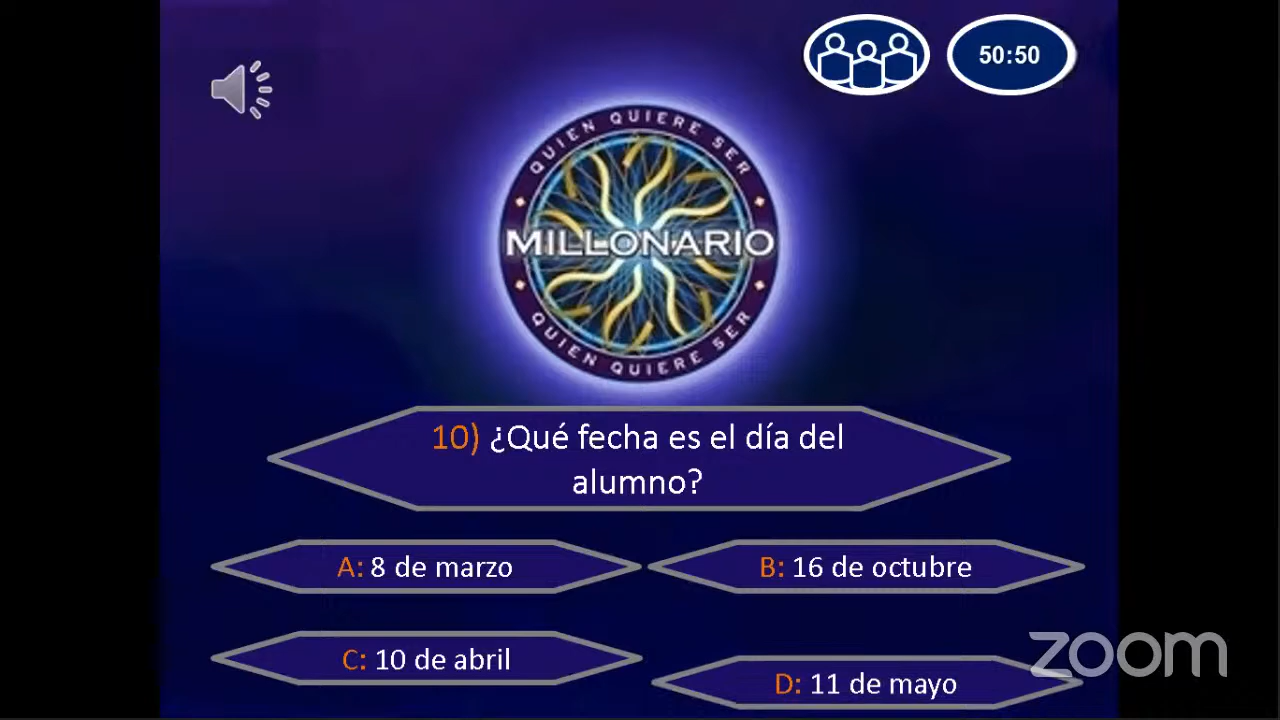 50:50
QUIEN QUIERE SER
MILLONARIO
QUIEN QUIERE SER
10) ¿Qué fecha es el día del
alumno?
A: 8 de marzo
B: 16 de octubre
C: 10 de abril
D: 11 de mayo
zoom